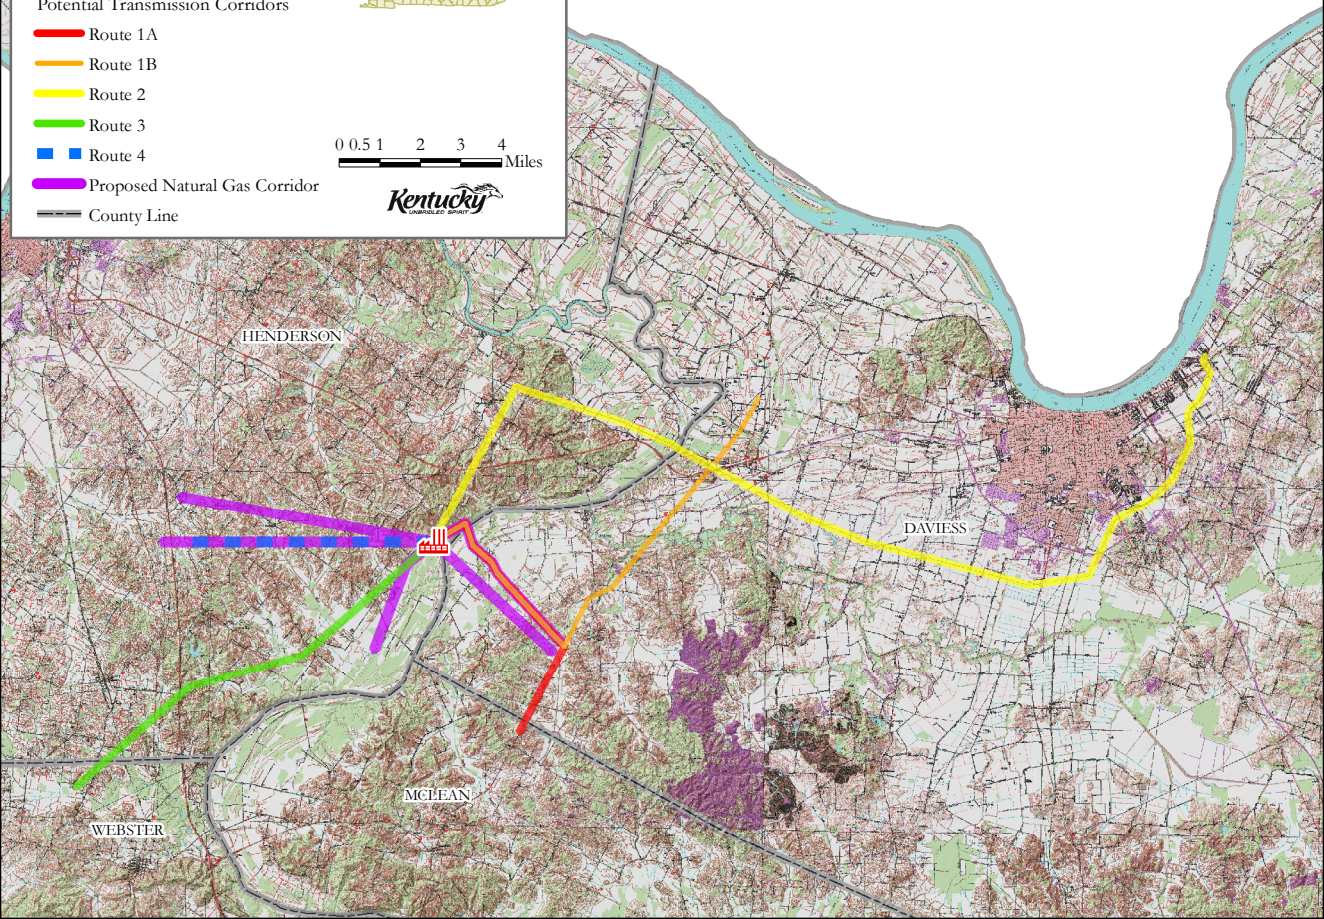 Potential Transmission Corridors
Route 1A
Route 1B
Route 2
Route 3
Route 4
Proposed Natural Gas Corridor
County Line
0 0.5 1 2 3 4
Miles
Kentucky
UNBRIDLED SPIRIT
HENDERSON
DAVIESS
MCLEAN
WEBSTER